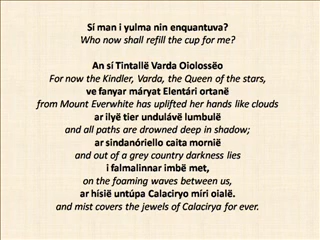 Sí man i yulma nin enquantuva?
Who now shall refill the cup for me?
An sí Tintallë Varda Oiolossëo
For now the Kindler, Varda, the Queen of the stars,
ve fanyar máryat Elentári ortanë
from Mount Everwhite has uplifted her hands like clouds
ar ilyë tier undulávë lumbulë
and all paths are drowned deep in shadow;
ar sindanóriello caita mornië
and out of a grey country darkness lies
i falmalinnar imbë met,
on the foaming waves between us,
ar hísië untúpa Calaciryo míri oialë.
and mist covers the jewels of Calacirya for ever.